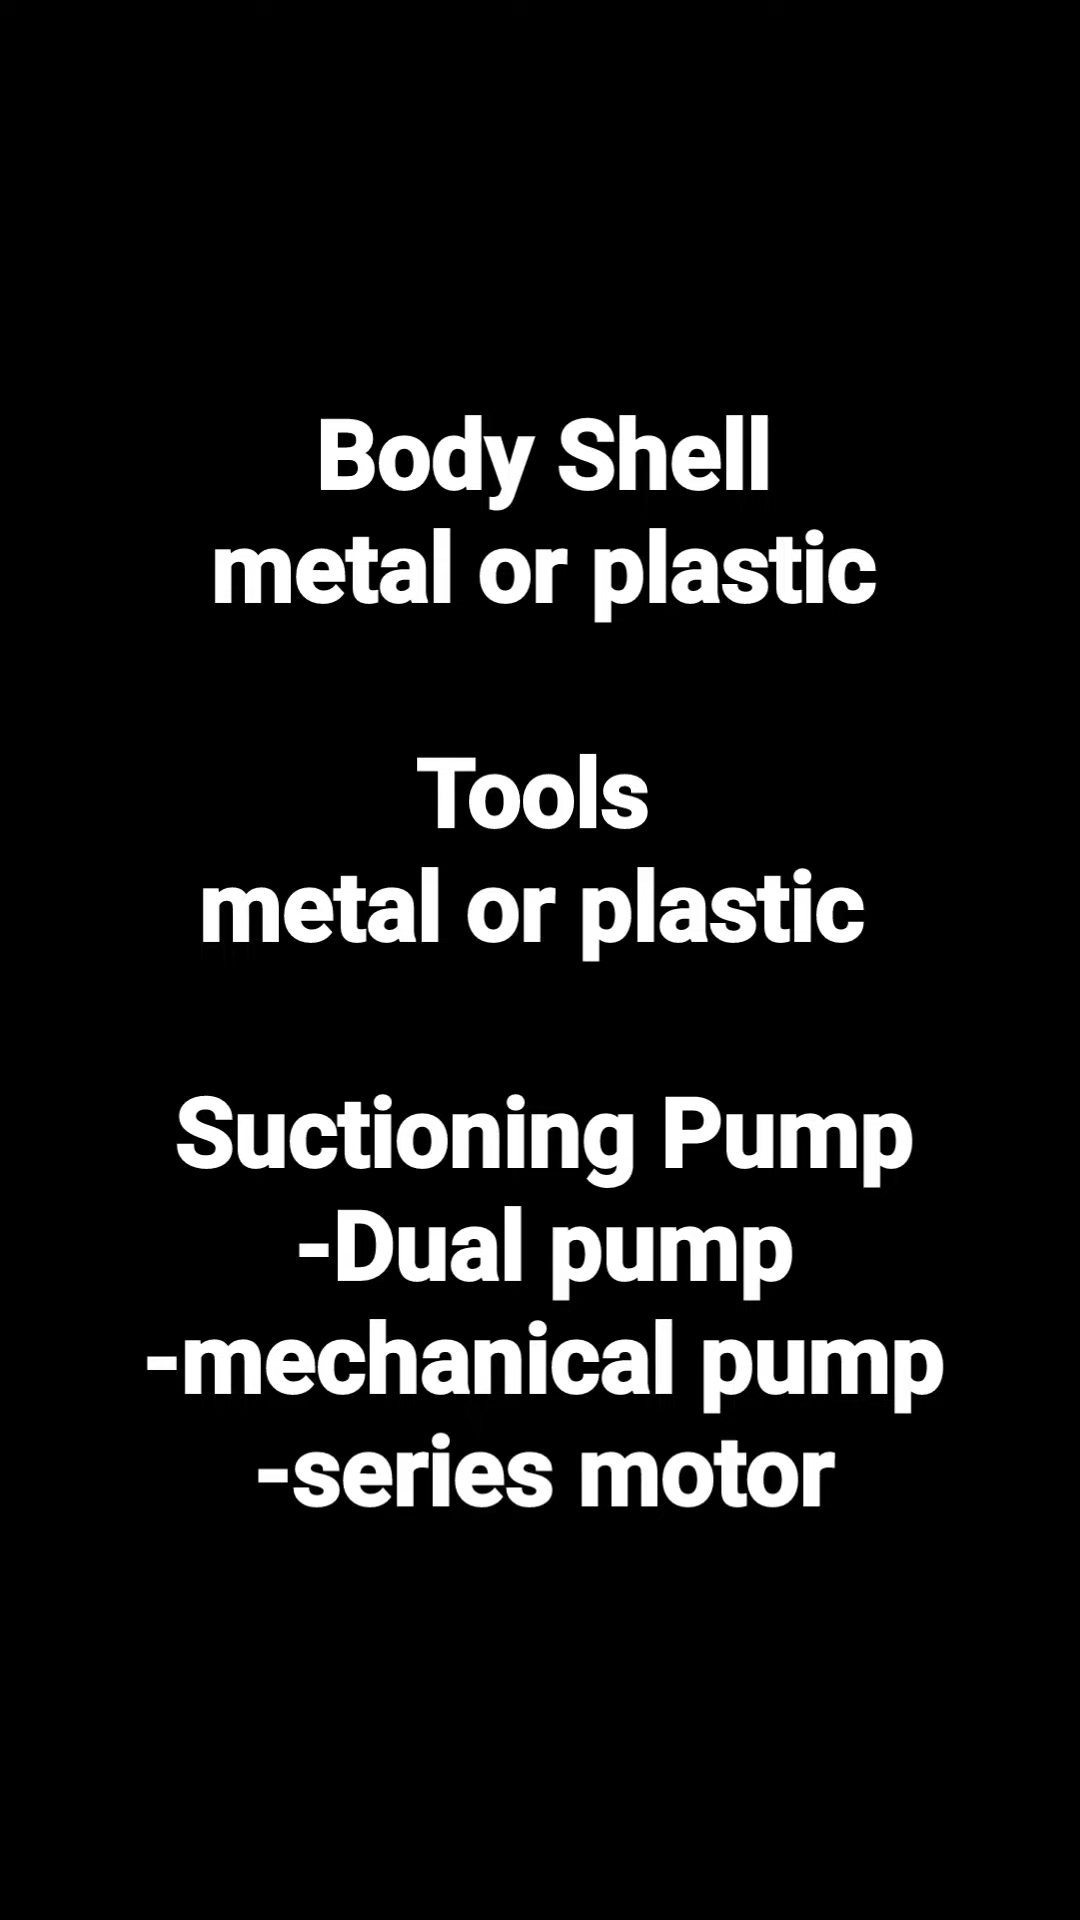 Body Shell
metal or plastic
Tools
metal or plastic
Suctioning Pump
-Dual pump
-mechanical pump
-series motor